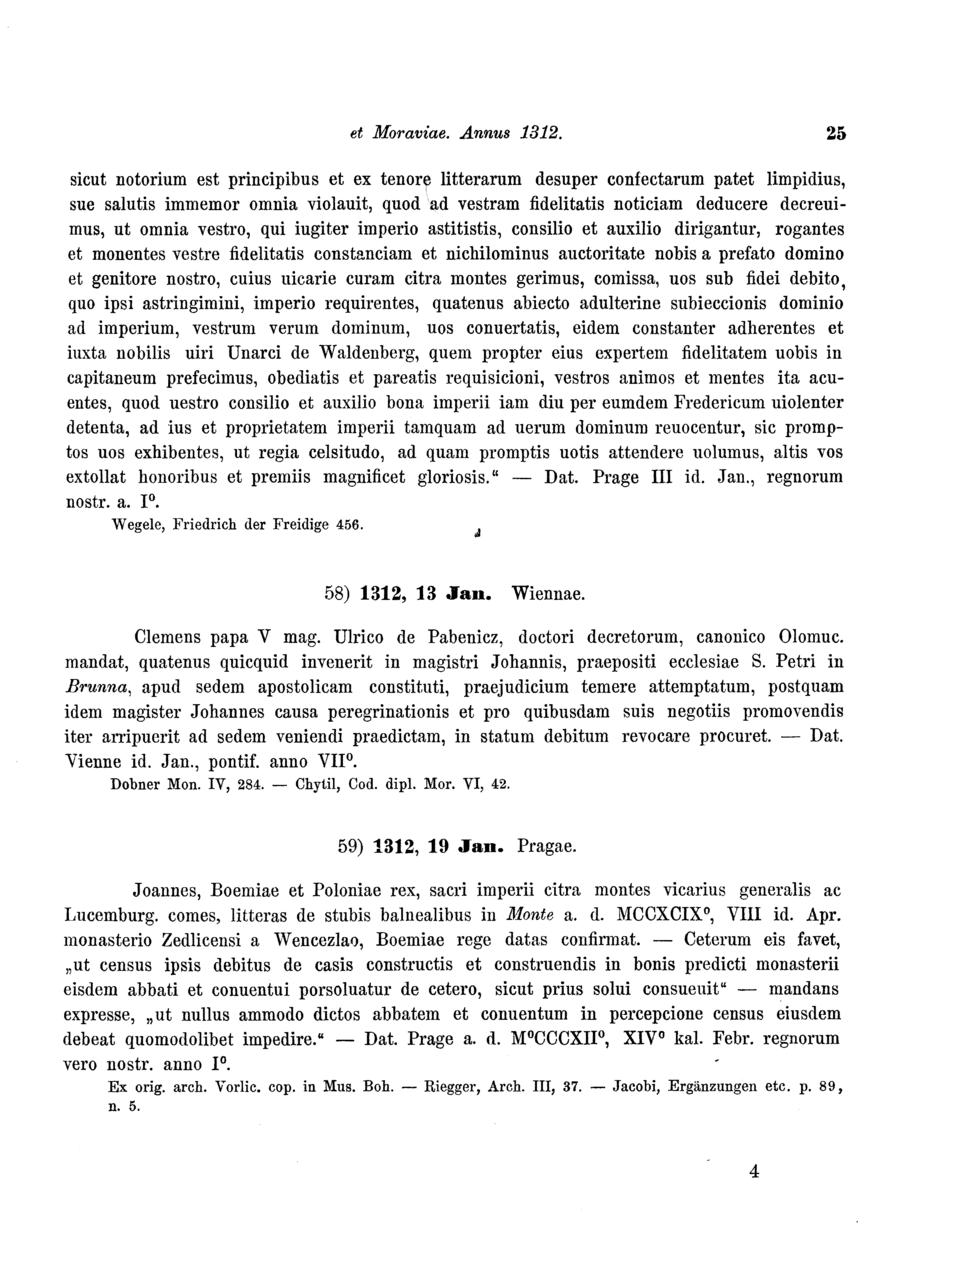 et Moraviae. Annus 1312. 25
sicut notorium est principibus et ex tenore litterarum desuper confectarum patet limpidius,
sue salutis immemor omnia violauit, quod ad vestram fidelitatis noticiam deducere decreui-
mus, ut omnia vestro, qui iugiter imperio astitistis, consilio et auxilio dirigantur, rogantes
et monentes vestre fidelitatis constanciam et nichilominus auctoritate nobis a prefato domino
et genitore nostro, cuius uicarie curam citra montes gerimus, comissa, uos sub fidei debito,
quo ipsi astringimini, imperio requirentes, quatenus abiecto adulterine subieccionis dominio
ad imperium, vestrum verum dominum, uos conuertatis, eidem constanter adherentes et
iuxta nobilis uiri Unarci de Waldenberg, quem propter eius expertem fidelitatem uobis in
capitaneum prefecimus, obediatis et pareatis requisicioni, vestros animos et mentes ita acu-
entes, quod uestro consilio et auxilio bona imperii iam diu per eumdem Fredericum uiolenter
detenta, ad ius et proprietatem imperii tamquam ad uerum dominum reuocentur, sic promp-
tos uos exhibentes, ut regia celsitudo, ad quam promptis uotis attendere uolumus, altis vos
extollat honoribus et premiis magnificet gloriosis.“ — Dat. Prage III id. Jan., regnorum
nostr. a. I⁰.
Wegele, Friedrich der Freidige 456.
58) 1312, 13 Jan. Wiennae.
Clemens papa V mag. Ulrico de Pabenicz, doctori decretorum, canonico Olomuc.
mandat, quatenus quicquid invenerit in magistri Johannis, praepositi ecclesiae S. Petri in
Brunna, apud sedem apostolicam constituti, praejudicium temere attemptatum, postquam
idem magister Johannes causa peregrinationis et pro quibusdam suis negotiis promovendis
iter arripuerit ad sedem veniendi praedictam, in statum debitum revocare procuret. — Dat.
Vienne id. Jan., pontif. anno VII⁰.
Dobner Mon. IV, 284. — Chytil, Cod. dipl. Mor. VI, 42.
59) 1312, 19 Jan. Pragae.
Joannes, Boemiae et Poloniae rex, sacri imperii citra montes vicarius generalis ac
Lucemburg. comes, litteras de stubis balnealibus in Monte a. d. MCCXCIX⁰, VIII id. Apr.
monasterio Zedlicensi a Wencezlao, Boemiae rege datas confirmat. — Ceterum eis favet,
„ut census ipsis debitus de casis constructis et construendis in bonis predicti monasterii
eisdem abbati et conuentui porsoluatur de cetero, sicut prius solui consueuit“ — mandans
expresse, „ut nullus ammodo dictos abbatem et conuentum in percepcione census eiusdem
debeat quomodolibet impedire.“ — Dat. Prage a. d. M⁰CCCXII⁰, XIV⁰ kal. Febr. regnorum
vero nostr. anno I⁰.
Ex orig. arch. Vorlic. cop. in Mus. Boh. — Riegger, Arch. III, 37. — Jacobi, Ergänzungen etc. p. 89,
n. 5.
4